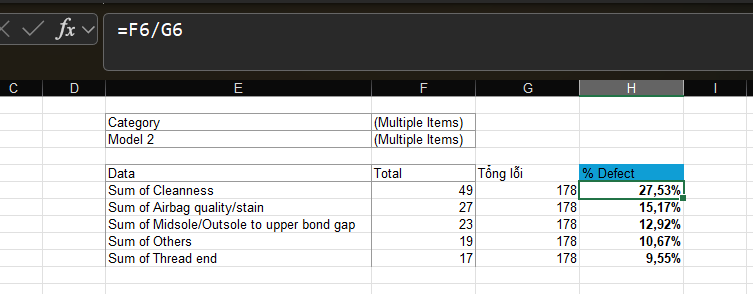 fx =F6/G6
C D E F G H I
Category (Multiple Items)
Model 2 (Multiple Items)
Data Total Tổng lỗi % Defect
Sum of Cleanness 49 178 27,53%
Sum of Airbag quality/stain 27 178 15,17%
Sum of Midsole/Outsole to upper bond gap 23 178 12,92%
Sum of Others 19 178 10,67%
Sum of Thread end 17 178 9,55%